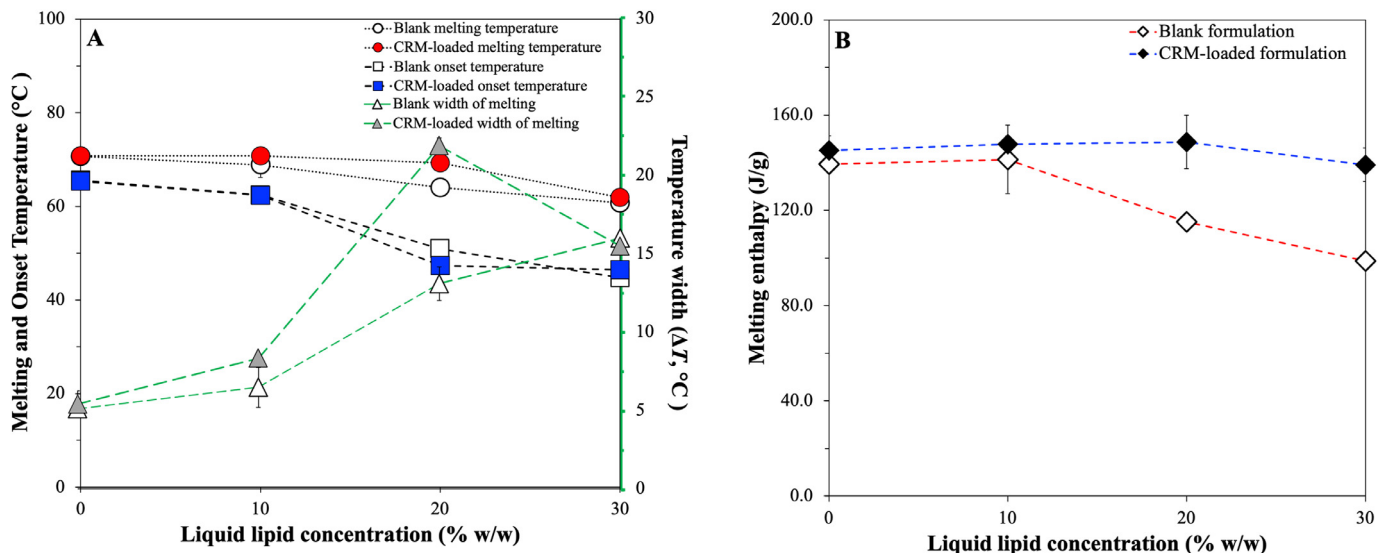 A
Blank melting temperature
CRM-loaded melting temperature
Blank onset temperature
CRM-loaded onset temperature
Blank width of melting
CRM-loaded width of melting
Melting and Onset Temperature (°C )
100
80
60
40
20
0
Temperature width (ΔT, °C )
30
25
20
15
10
5
0
0
10
20
30
Liquid lipid concentration (% w/w)
B
Blank formulation
CRM-loaded formulation
Melting enthalpy (J/g)
200.0
160.0
120.0
80.0
40.0
0.0
0
10
20
30
Liquid lipid concentration (% w/w)